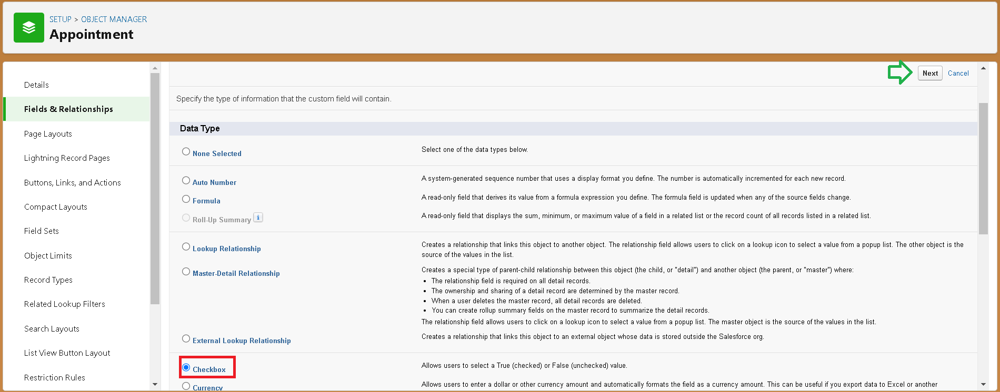 SETUP > OBJECT MANAGER
Appointment
Details
Fields & Relationships
Page Layouts
Lightning Record Pages
Buttons, Links, and Actions
Compact Layouts
Field Sets
Object Limits
Record Types
Related Lookup Filters
Search Layouts
List View Button Layout
Restriction Rules
Next Cancel
Specify the type of information that the custom field will contain.
Data Type
None Selected
Select one of the data types below.
Auto Number
A system-generated sequence number that uses a display format you define. The number is automatically incremented for each new record.
Formula
A read-only field that derives its value from a formula expression you define. The formula field is updated when any of the source fields change.
Roll-Up Summary i
A read-only field that displays the sum, minimum, or maximum value of a field in a related list or the record count of all records listed in a related list.
Lookup Relationship
Creates a relationship that links this object to another object. The relationship field allows users to click on a lookup icon to select a value from a popup list. The other object is the
source of the values in the list.
Master-Detail Relationship
Creates a special type of parent-child relationship between this object (the child, or "detail") and another object (the parent, or "master") where:
• The relationship field is required on all detail records.
• The ownership and sharing of a detail record are determined by the master record.
• When a user deletes the master record, all detail records are deleted.
• You can create rollup summary fields on the master record to summarize the detail records.
The relationship field allows users to click on a lookup icon to select a value from a popup list. The master object is the source of the values in the list.
External Lookup Relationship
Creates a relationship that links this object to an external object whose data is stored outside the Salesforce org.
Checkbox
Allows users to select a True (checked) or False (unchecked) value.
Currency
Allows users to enter a dollar or other currency amount and automatically formats the field as a currency amount. This can be useful if you export data to Excel or another